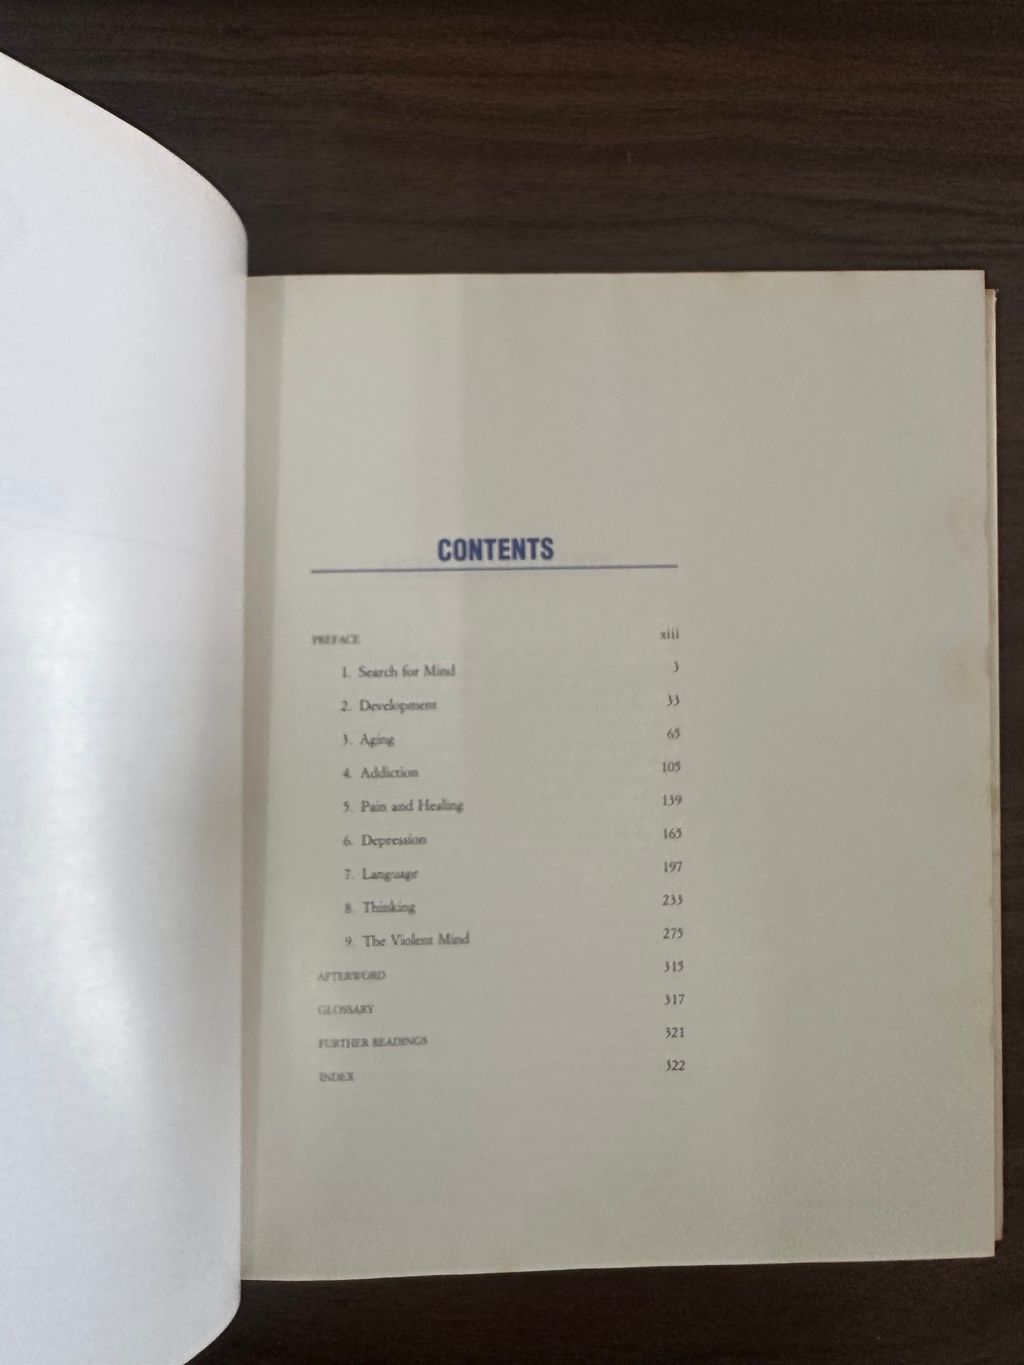 CONTENTS
PREFACE xiii
1. Search for Mind 3
2. Development 33
3. Aging 65
4. Addiction 105
5. Pain and Healing 139
6. Depression 165
7. Language 197
8. Thinking 233
9. The Violent Mind 275
AFTERWORD 315
GLOSSARY 317
FURTHER READINGS 321
INDEX 322